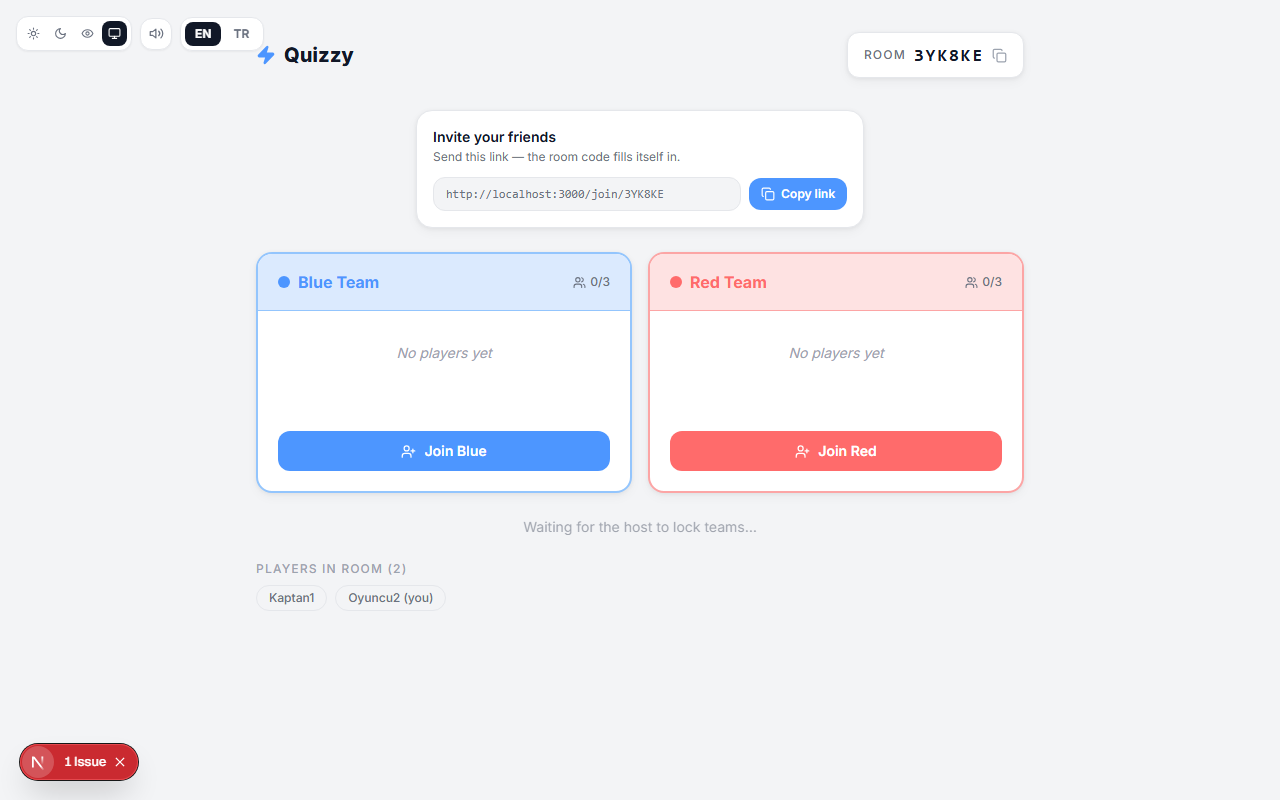 EN TR
Quizzy
ROOM 3YK8KE
Invite your friends
Send this link — the room code fills itself in.
http://localhost:3000/join/3YK8KE Copy link
Blue Team 0/3
No players yet
Join Blue
Red Team 0/3
No players yet
Join Red
Waiting for the host to lock teams...
PLAYERS IN ROOM (2)
Kaptan1 Oyuncu2 (you)
N 1 Issue